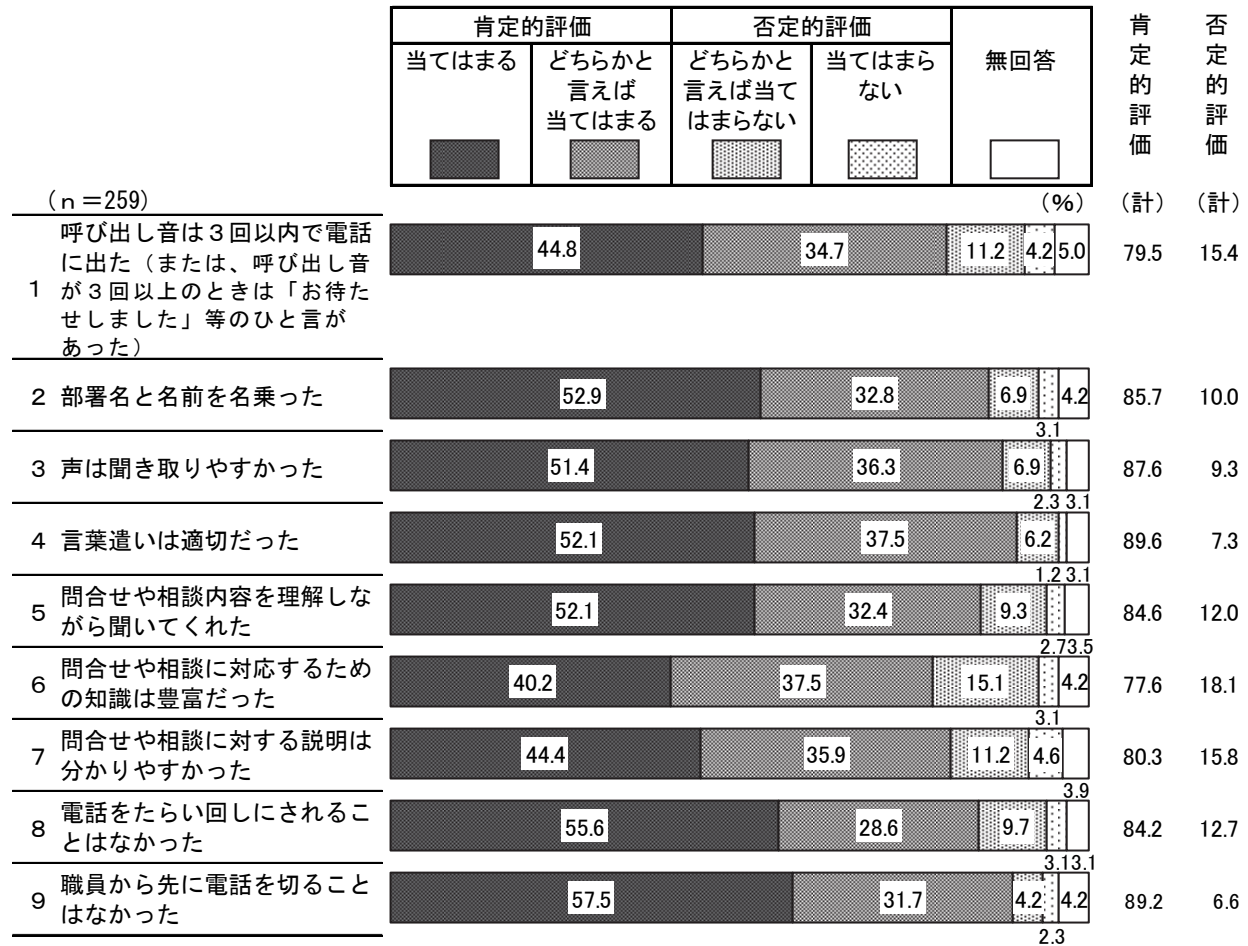 肯定的評価 否定的評価 無回答
当てはまる どちらかと どちらかと 当てはまら
言えば 言えば当て ない
当てはまる はまらない
肯定的評価
否定的評価
(n=259) (%) (計) (計)
呼び出し音は3回以内で電話
に出た(または、呼び出し音
1 が3回以上のときは「お待た
せしました」等のひと言が
あった)
44.8 34.7 11.2 4.2 5.0 79.5 15.4
2 部署名と名前を名乗った 52.9 32.8 6.9 4.2 85.7 10.0
3.1
3 声は聞き取りやすかった 51.4 36.3 6.9 87.6 9.3
2.3 3.1
4 言葉遣いは適切だった 52.1 37.5 6.2 89.6 7.3
1.2 3.1
5 問合せや相談内容を理解しな
がら聞いてくれた
52.1 32.4 9.3 84.6 12.0
2.7 3.5
6 問合せや相談に対応するため
の知識は豊富だった
40.2 37.5 15.1 4.2 77.6 18.1
3.1
7 問合せや相談に対する説明は
分かりやすかった
44.4 35.9 11.2 4.6 80.3 15.8
3.9
8 電話をたらい回しにされるこ
とはなかった
55.6 28.6 9.7 84.2 12.7
3.1 3.1
9 職員から先に電話を切ること
はなかった
57.5 31.7 4.2 4.2 89.2 6.6
2.3